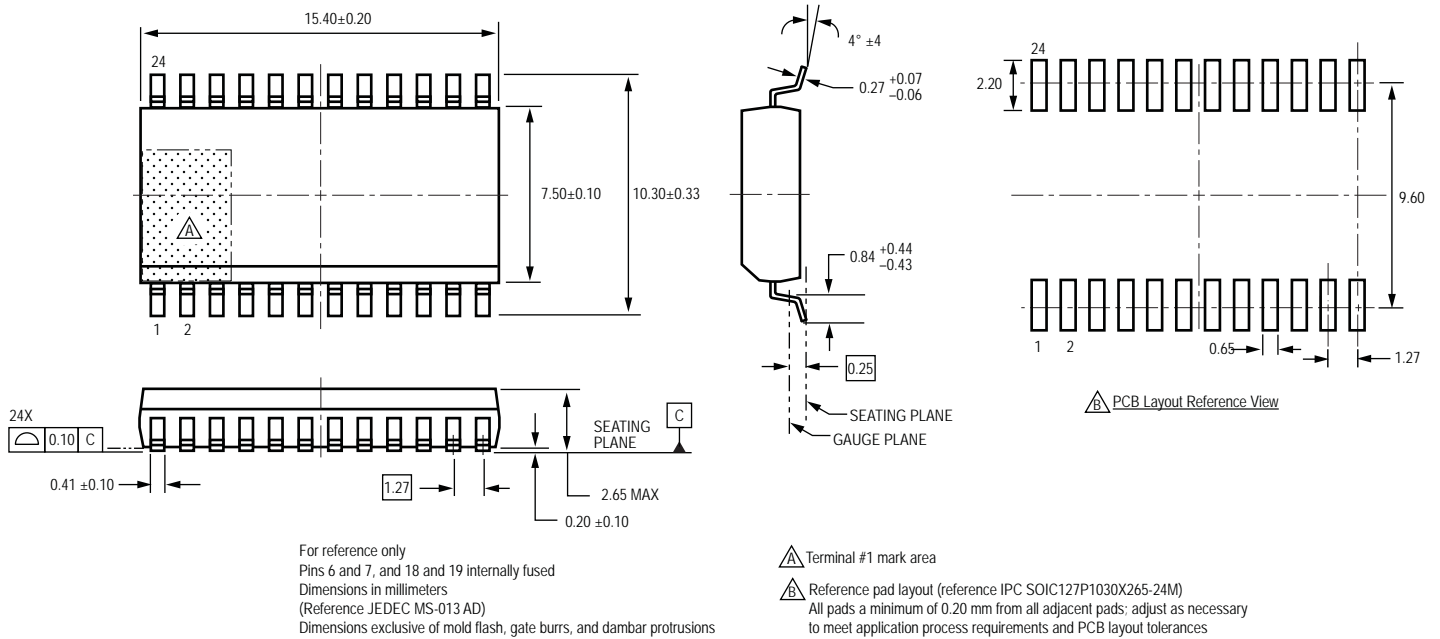 15.40±0.20
24
7.50±0.10
10.30±0.33
A
1 2
4° ±4
0.27 +0.07 –0.06
0.84 +0.44 –0.43
0.25
SEATING PLANE
GAUGE PLANE
24
2.20
9.60
1 2
0.65
1.27
B PCB Layout Reference View
24X
0.10 C
0.41 ±0.10
1.27
SEATING
PLANE
C
2.65 MAX
0.20 ±0.10
For reference only
Pins 6 and 7, and 18 and 19 internally fused
Dimensions in millimeters
(Reference JEDEC MS-013 AD)
Dimensions exclusive of mold flash, gate burrs, and dambar protrusions
A Terminal #1 mark area
B Reference pad layout (reference IPC SOIC127P1030X265-24M)
All pads a minimum of 0.20 mm from all adjacent pads; adjust as necessary
to meet application process requirements and PCB layout tolerances